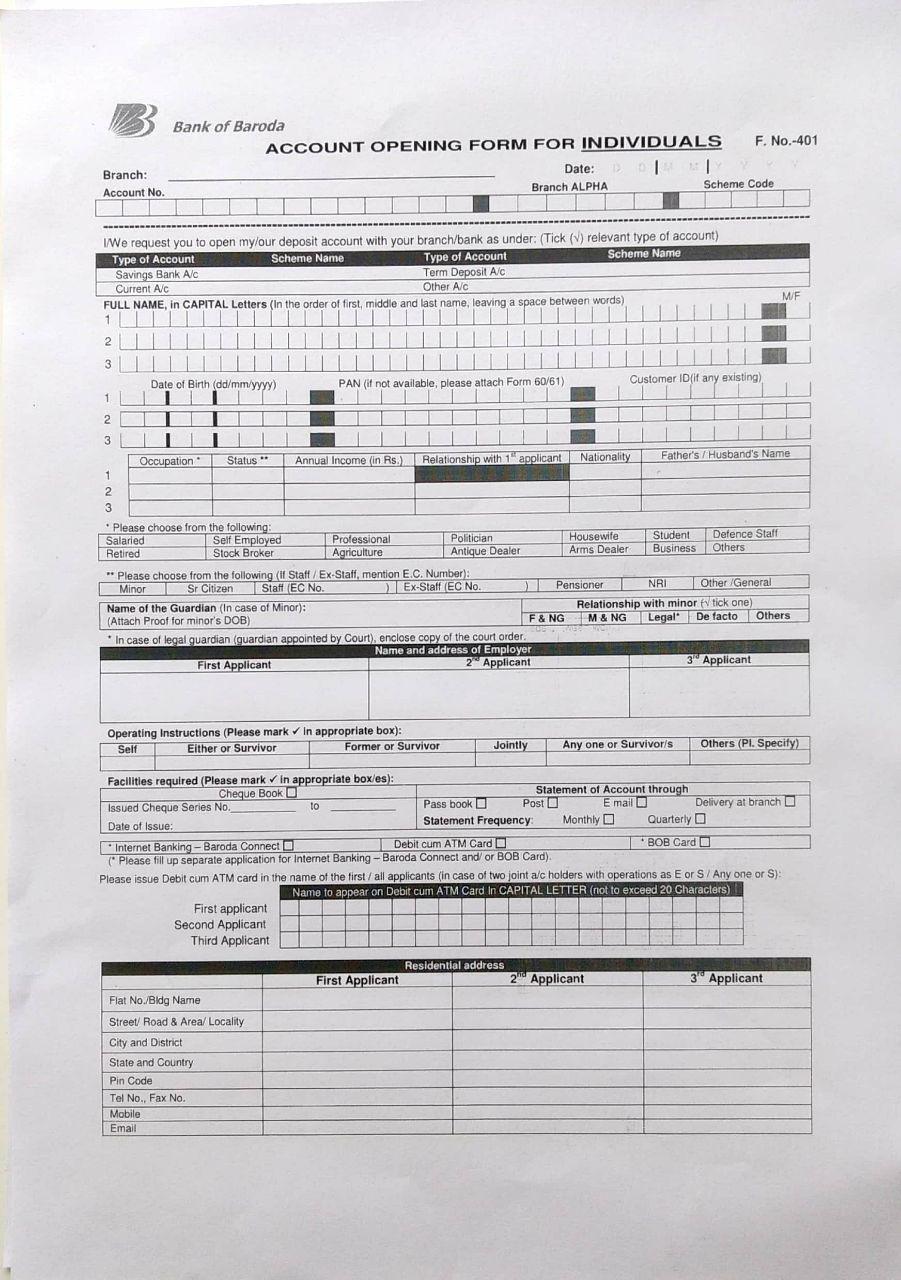 Bank of Baroda
ACCOUNT OPENING FORM FOR INDIVIDUALS F. No.-401
Branch: Date: D D M M Y Y Y Y
Account No. Branch ALPHA Scheme Code
I/We request you to open my/our deposit account with your branch/bank as under: (Tick (√) relevant type of account)
Type of Account Scheme Name Type of Account Scheme Name
Savings Bank A/c Term Deposit A/c
Current A/c Other A/c
FULL NAME, in CAPITAL Letters (In the order of first, middle and last name, leaving a space between words) M/F
1
2
3
Date of Birth (dd/mm/yyyy) PAN (if not available, please attach Form 60/61) Customer ID(if any existing)
1
2
3
Occupation * Status ** Annual Income (in Rs.) Relationship with 1st applicant Nationality Father's / Husband's Name
1
2
3
* Please choose from the following:
Salaried Self Employed Professional Politician Housewife Student Defence Staff
Retired Stock Broker Agriculture Antique Dealer Arms Dealer Business Others
** Please choose from the following (If Staff / Ex-Staff, mention E.C. Number):
Minor Sr Citizen Staff (EC No. ) Ex-Staff (EC No. ) Pensioner NRI Other /General
Name of the Guardian (In case of Minor): Relationship with minor (√ tick one)
(Attach Proof for minor's DOB) F & NG M & NG Legal* De facto Others
* In case of legal guardian (guardian appointed by Court), enclose copy of the court order.
Name and address of Employer
First Applicant 2nd Applicant 3rd Applicant
Operating Instructions (Please mark ✓ in appropriate box):
Self Either or Survivor Former or Survivor Jointly Any one or Survivor/s Others (Pl. Specify)
Facilities required (Please mark ✓ in appropriate box/es):
Cheque Book ☐ Statement of Account through
Issued Cheque Series No. to Pass book ☐ Post ☐ E mail ☐ Delivery at branch ☐
Date of Issue: Statement Frequency: Monthly ☐ Quarterly ☐
* Internet Banking – Baroda Connect ☐ Debit cum ATM Card ☐ * BOB Card ☐
(* Please fill up separate application for Internet Banking – Baroda Connect and/ or BOB Card).
Please issue Debit cum ATM card in the name of the first / all applicants (in case of two joint a/c holders with operations as E or S / Any one or S):
Name to appear on Debit cum ATM Card In CAPITAL LETTER (not to exceed 20 Characters)
First applicant
Second Applicant
Third Applicant
Residential address
First Applicant 2nd Applicant 3rd Applicant
Flat No./Bldg Name
Street/ Road & Area/ Locality
City and District
State and Country
Pin Code
Tel No., Fax No.
Mobile
Email